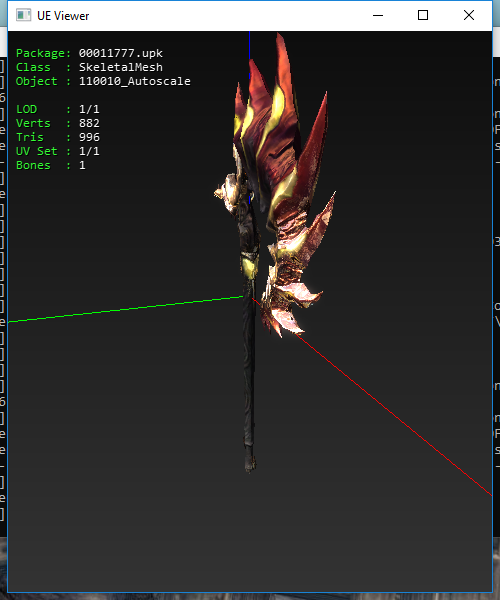 UE Viewer
Package: 00011777.upk
Class : SkeletalMesh
Object : 110010_Autoscale
LOD : 1/1
Verts : 882
Tris : 996
UV Set : 1/1
Bones : 1